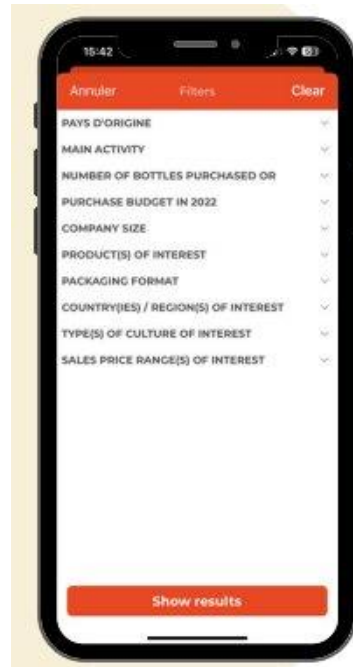 15:42
Annuler Filters Clear
PAYS D'ORIGINE
MAIN ACTIVITY
NUMBER OF BOTTLES PURCHASED OR
PURCHASE BUDGET IN 2022
COMPANY SIZE
PRODUCT(S) OF INTEREST
PACKAGING FORMAT
COUNTRY(IES) / REGION(S) OF INTEREST
TYPE(S) OF CULTURE OF INTEREST
SALES PRICE RANGE(S) OF INTEREST
Show results